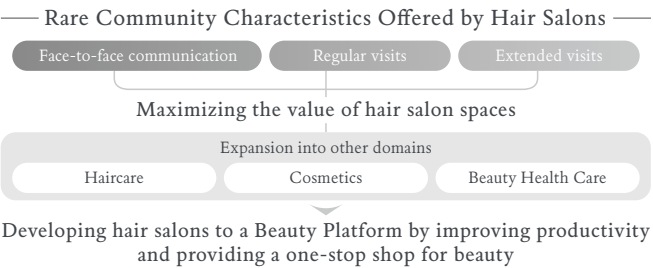 Rare Community Characteristics Offered by Hair Salons
Face-to-face communication Regular visits Extended visits
Maximizing the value of hair salon spaces
Expansion into other domains
Haircare Cosmetics Beauty Health Care
Developing hair salons to a Beauty Platform by improving productivity
and providing a one-stop shop for beauty